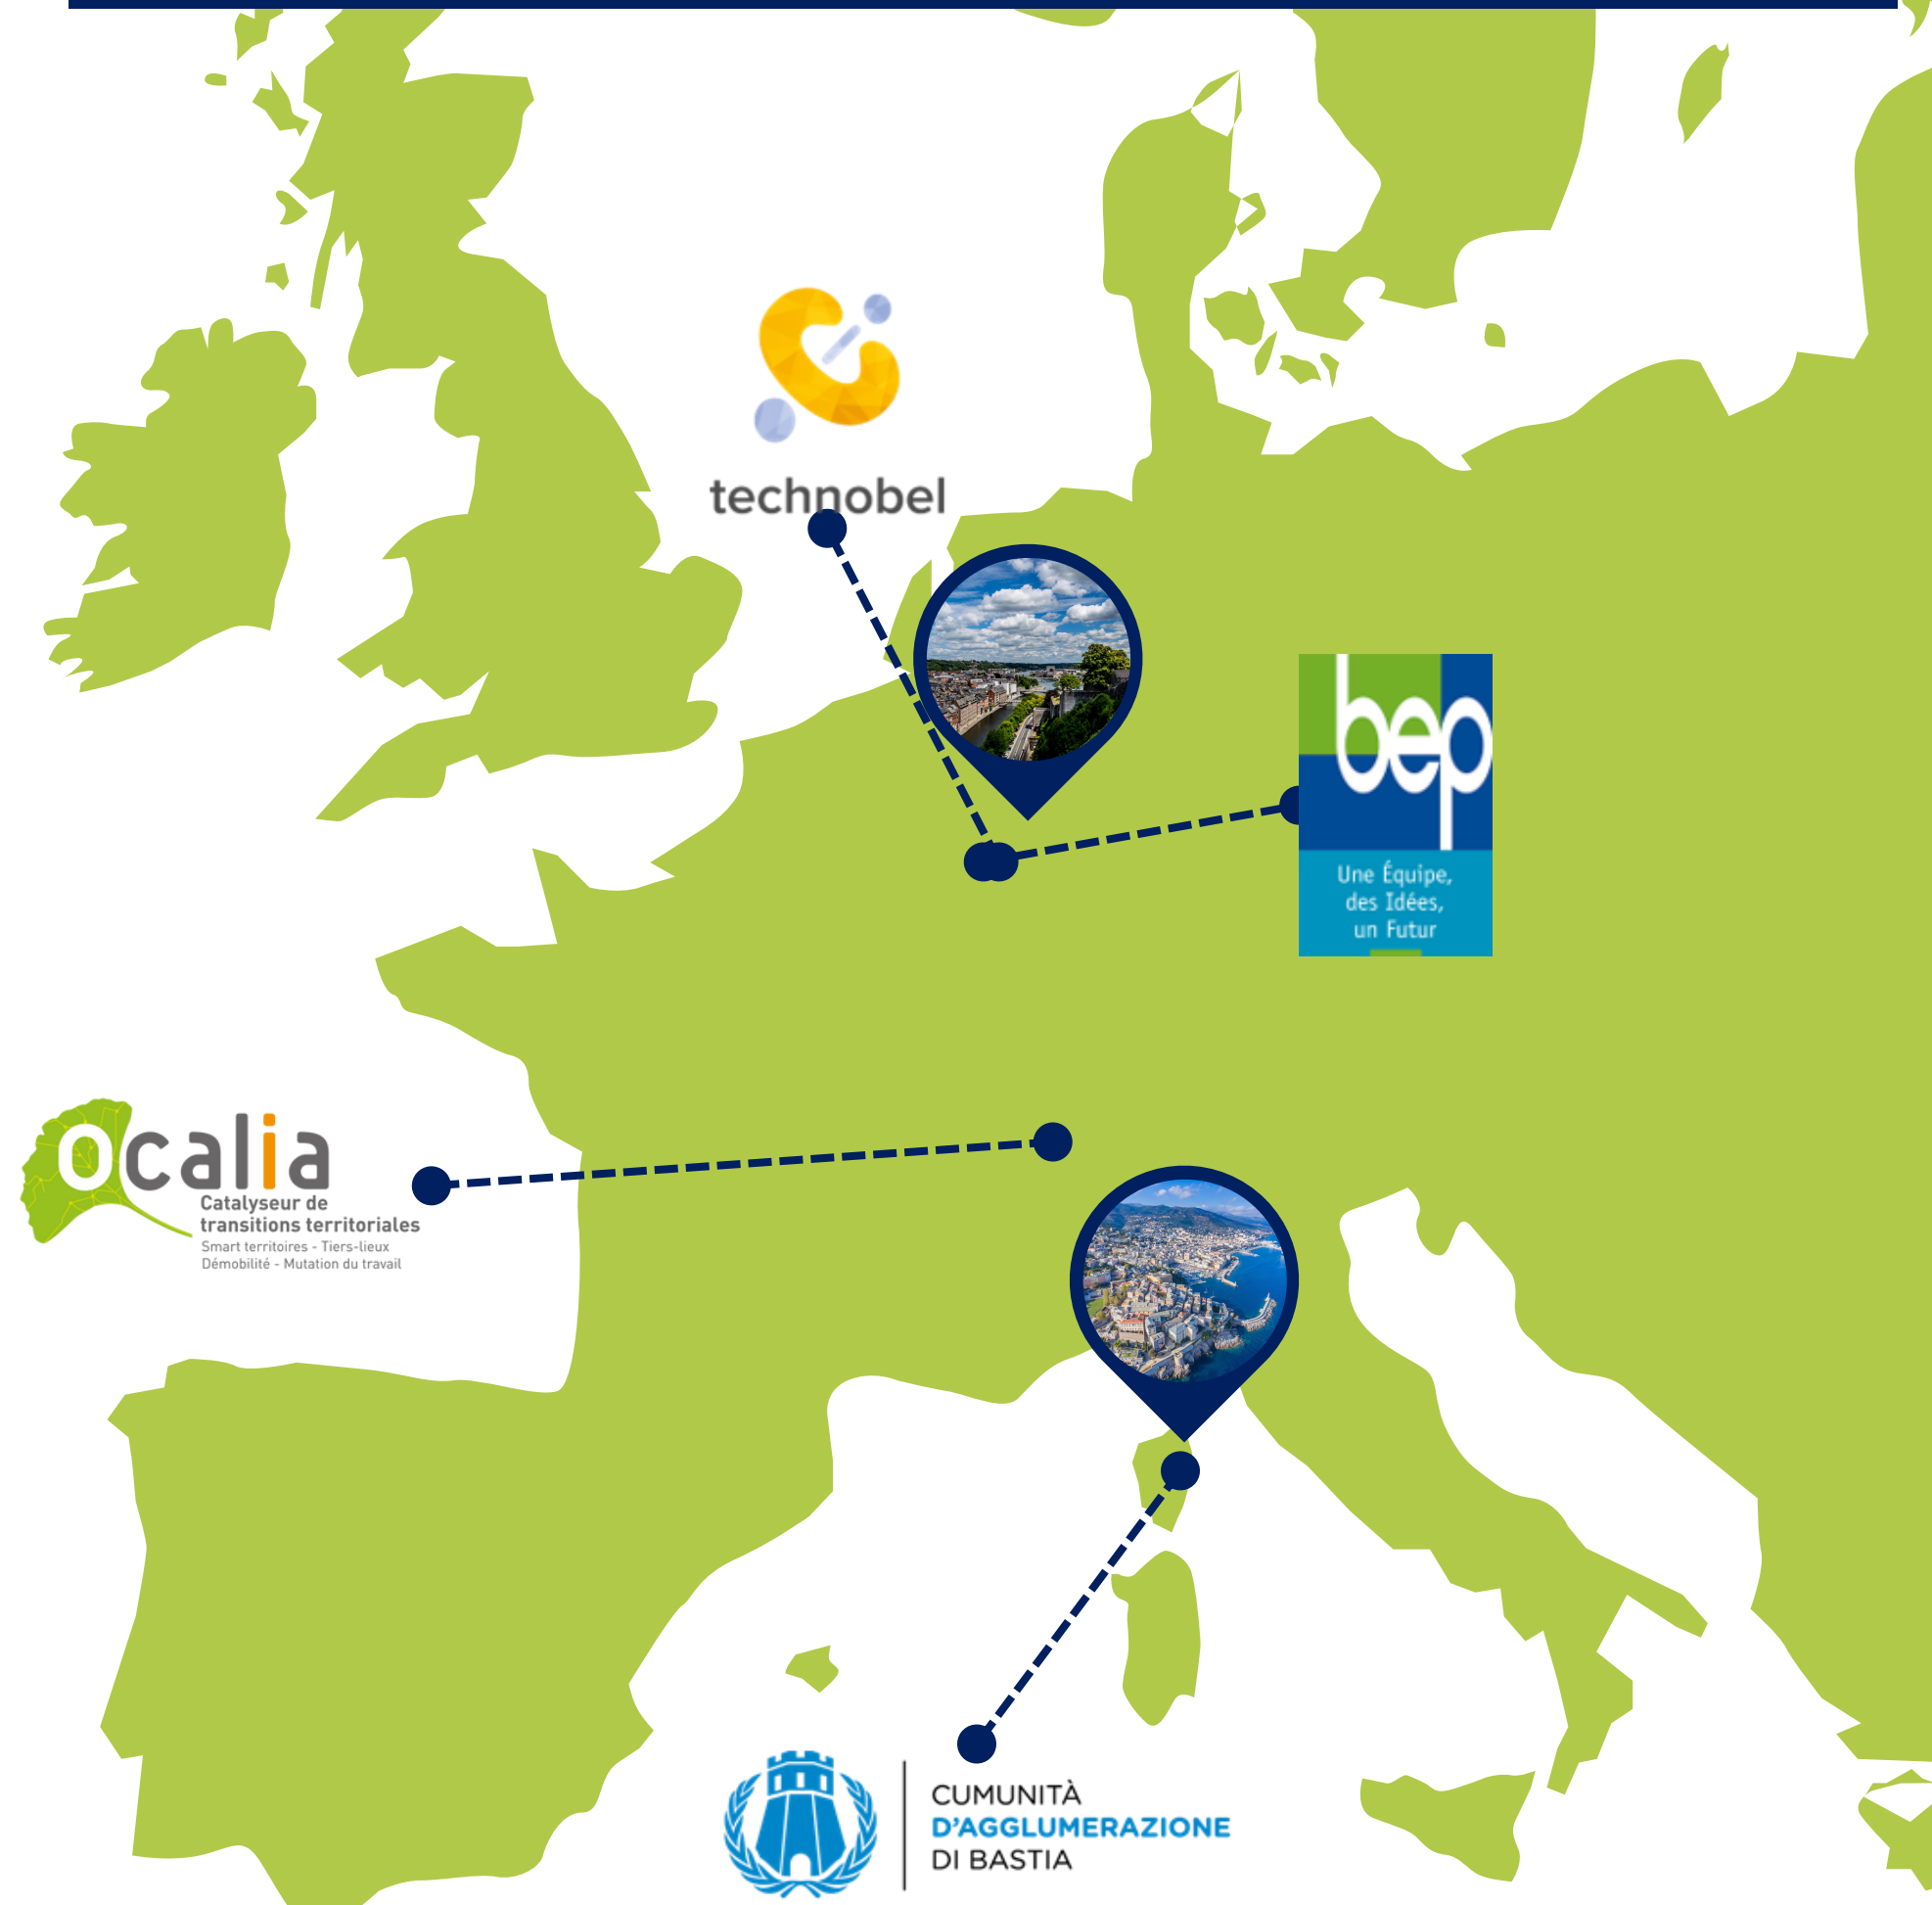 technobel
bep
Une Équipe,
des Idées,
un Futur
ocalia
Catalyseur de
transitions territoriales
Smart territoires - Tiers-lieux
Démobilité - Mutation du travail
CUMUNITÀ
D'AGGLUMERAZIONE
DI BASTIA